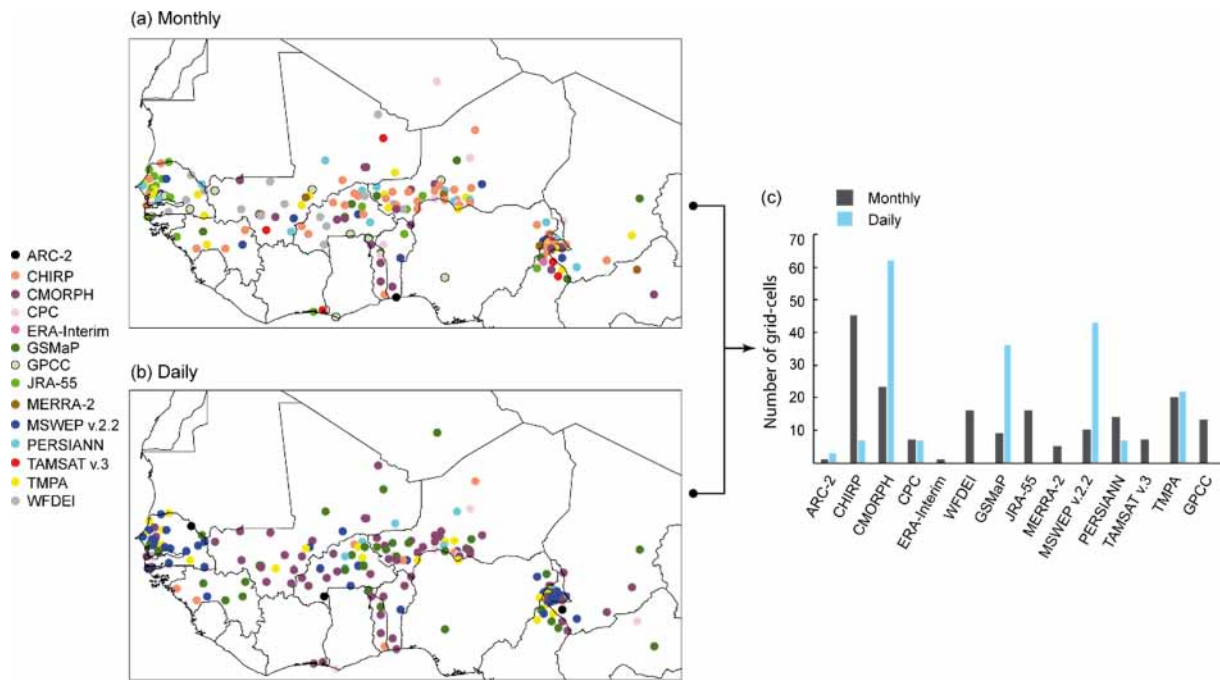 (a) Monthly
ARC-2
CHIRP
CMORPH
CPC
ERA-Interim
GSMaP
GPCC
JRA-55
MERRA-2
MSWEP v.2.2
PERSIANN
TAMSAT v.3
TMPA
WFDEI
(b) Daily
(c)
Monthly
Daily
Number of grid-cells
70
60
50
40
30
20
10
ARC-2
CHIRP
CMORPH
CPC
ERA-Interim
WFDEI
GSMaP
JRA-55
MERRA-2
MSWEP v.2.2
PERSIANN
TAMSAT v.3
TMPA
GPCC